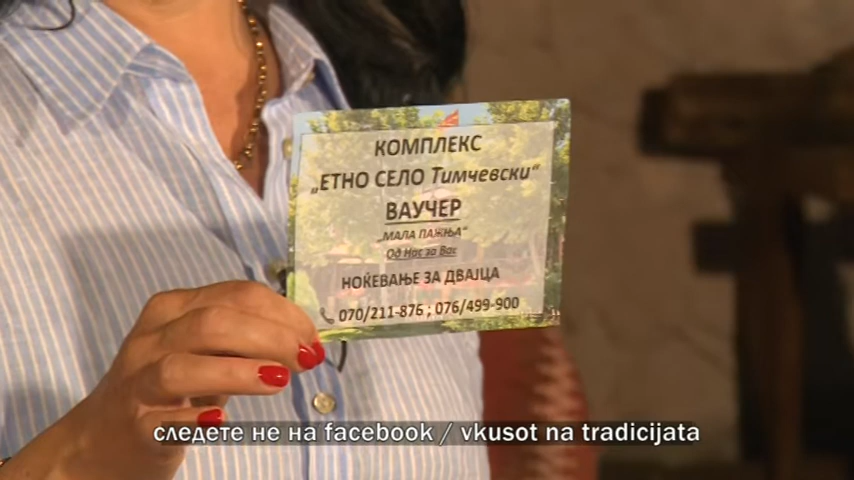 КОМПЛЕКС
„ЕТНО СЕЛО Тимчевски“
ВАУЧЕР
„МАЛА ПАЖЊА“
Од Нас за Вас
НОЌЕВАЊЕ ЗА ДВАЈЦА
070/211-876 ; 076/499-900
следете не на facebook / vkusot na tradicijata